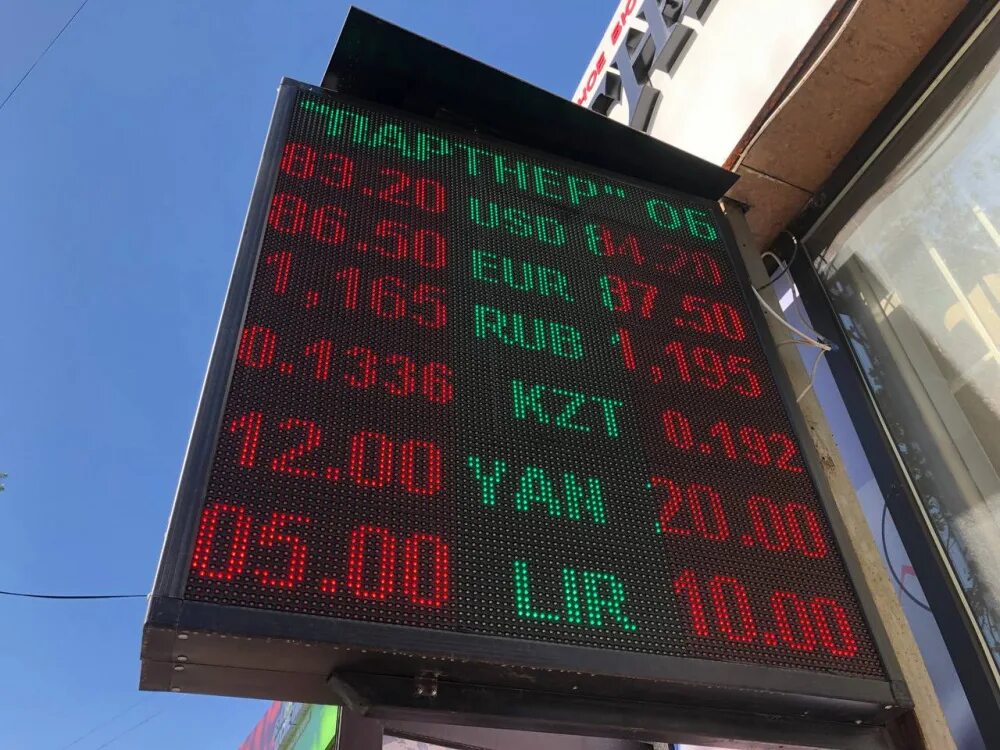 "ПАРТНЕР" ОБ
83.20 USD 84.20
86.50 EUR 87.50
1,165 RUB 1,195
0.1336 KZT 0.192
12.00 YAN 20.00
05.00 LIR 10.00